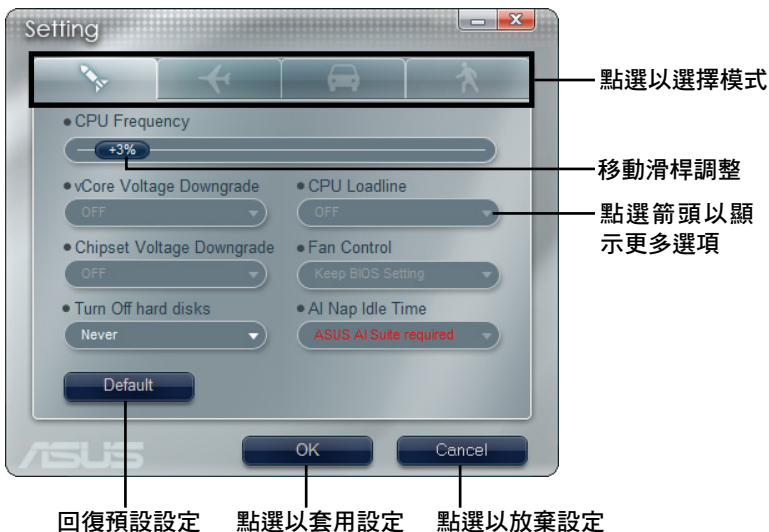 Setting
點選以選擇模式
CPU Frequency
+3%
移動滑桿調整
vCore Voltage Downgrade
CPU Loadline
OFF
OFF
點選箭頭以顯
示更多選項
Chipset Voltage Downgrade
Fan Control
OFF
Keep BIOS Setting
Turn Off hard disks
AI Nap Idle Time
Never
ASUS AI Suite required
Default
ASUS
OK
Cancel
回復預設設定
點選以套用設定
點選以放棄設定